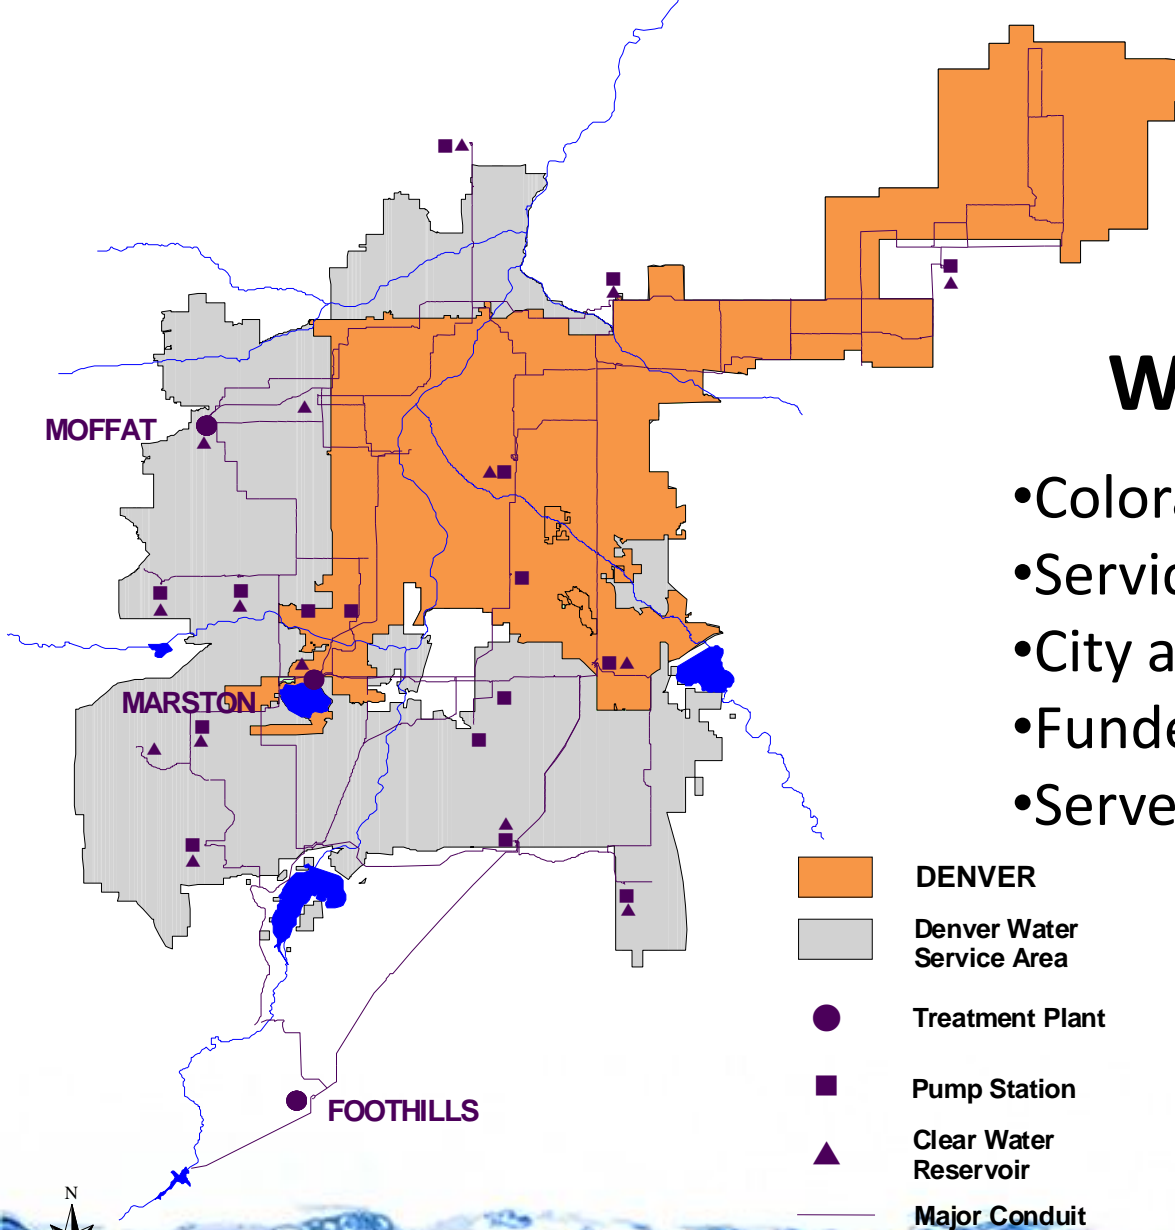 MOFFAT
MARSTON
FOOTHILLS
W
•Colora
•Servic
•City a
•Funde
•Serve
DENVER
Denver Water
Service Area
Treatment Plant
Pump Station
Clear Water
Reservoir
Major Conduit
N